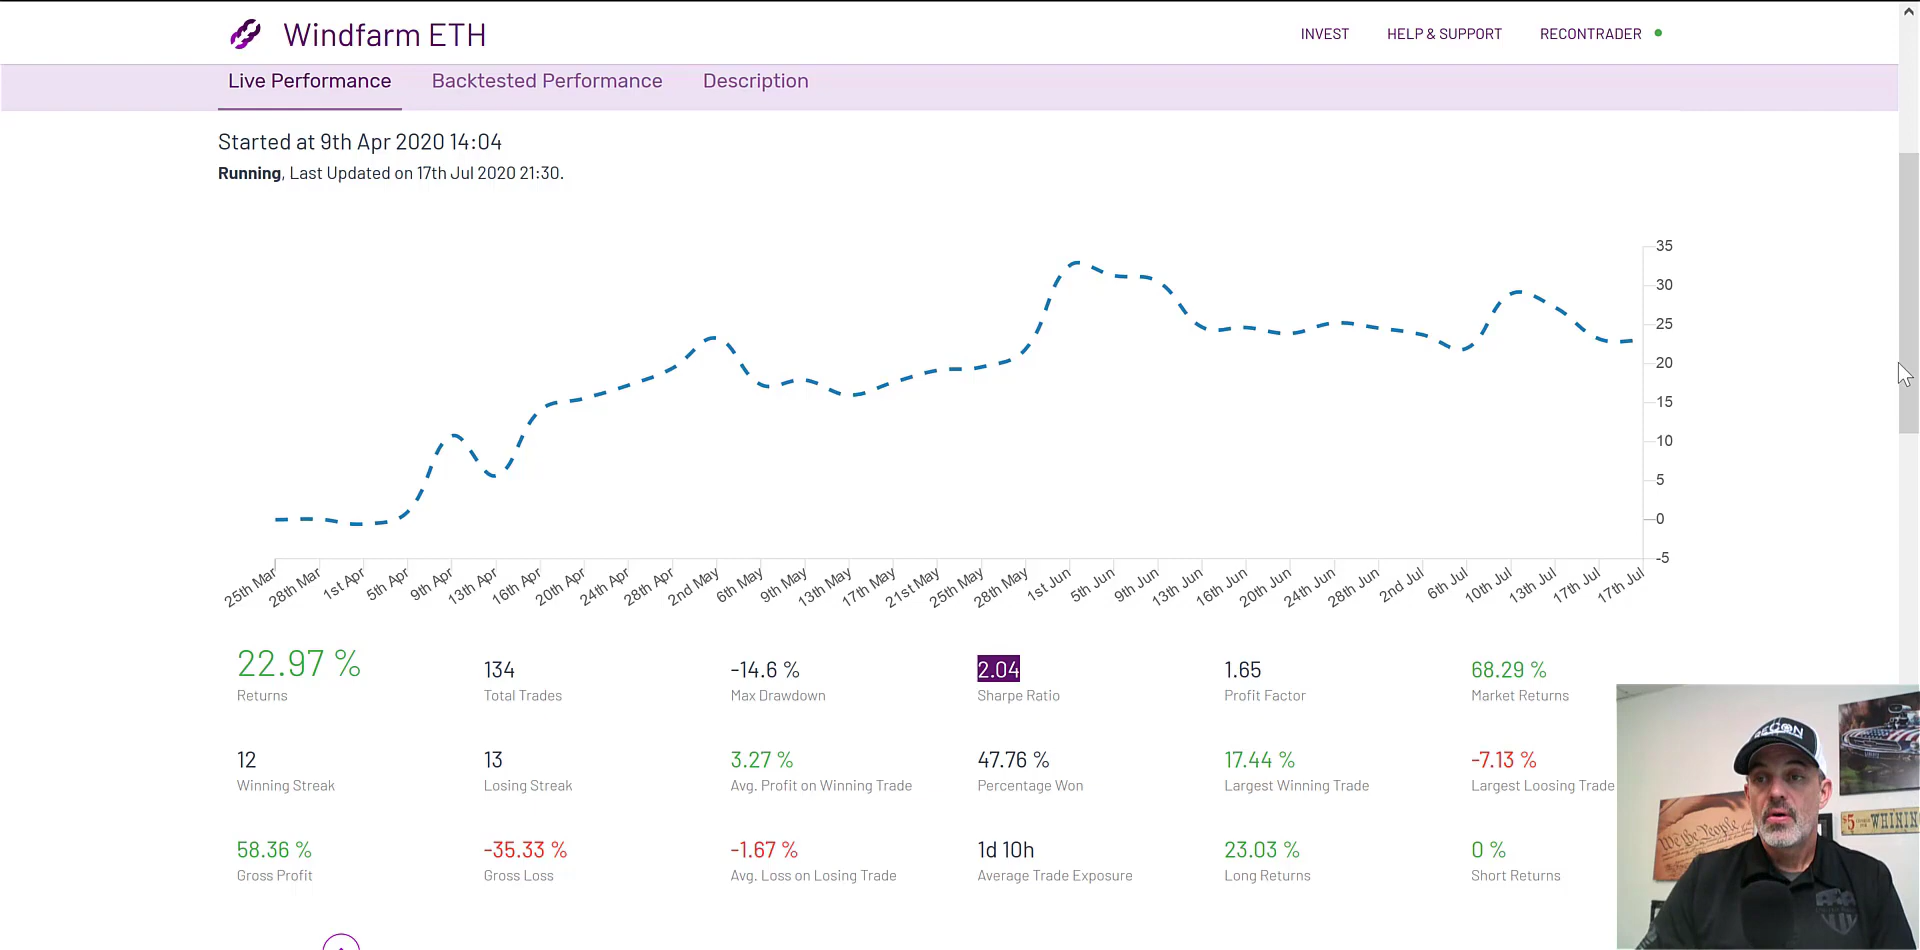 Windfarm ETH
INVEST HELP & SUPPORT RECONTRADER
Live Performance Backtested Performance Description
Started at 9th Apr 2020 14:04
Running, Last Updated on 17th Jul 2020 21:30.
35
30
25
20
15
10
5
0
-5
25th Mar 28th Mar 1st Apr 5th Apr 9th Apr 13th Apr 16th Apr 20th Apr 24th Apr 28th Apr 2nd May 6th May 9th May 13th May 17th May 21st May 25th May 28th May 1st Jun 5th Jun 9th Jun 13th Jun 16th Jun 20th Jun 24th Jun 28th Jun 2nd Jul 6th Jul 10th Jul 13th Jul 17th Jul 17th Jul
22.97 % 134 -14.6 % 2.04 1.65 68.29 %
Returns Total Trades Max Drawdown Sharpe Ratio Profit Factor Market Returns
12 13 3.27 % 47.76 % 17.44 % -7.13 %
Winning Streak Losing Streak Avg. Profit on Winning Trade Percentage Won Largest Winning Trade Largest Loosing Trade
58.36 % -35.33 % -1.67 % 1d 10h 23.03 % 0 %
Gross Profit Gross Loss Avg. Loss on Losing Trade Average Trade Exposure Long Returns Short Returns
RECON
We the People
$5 WHINING